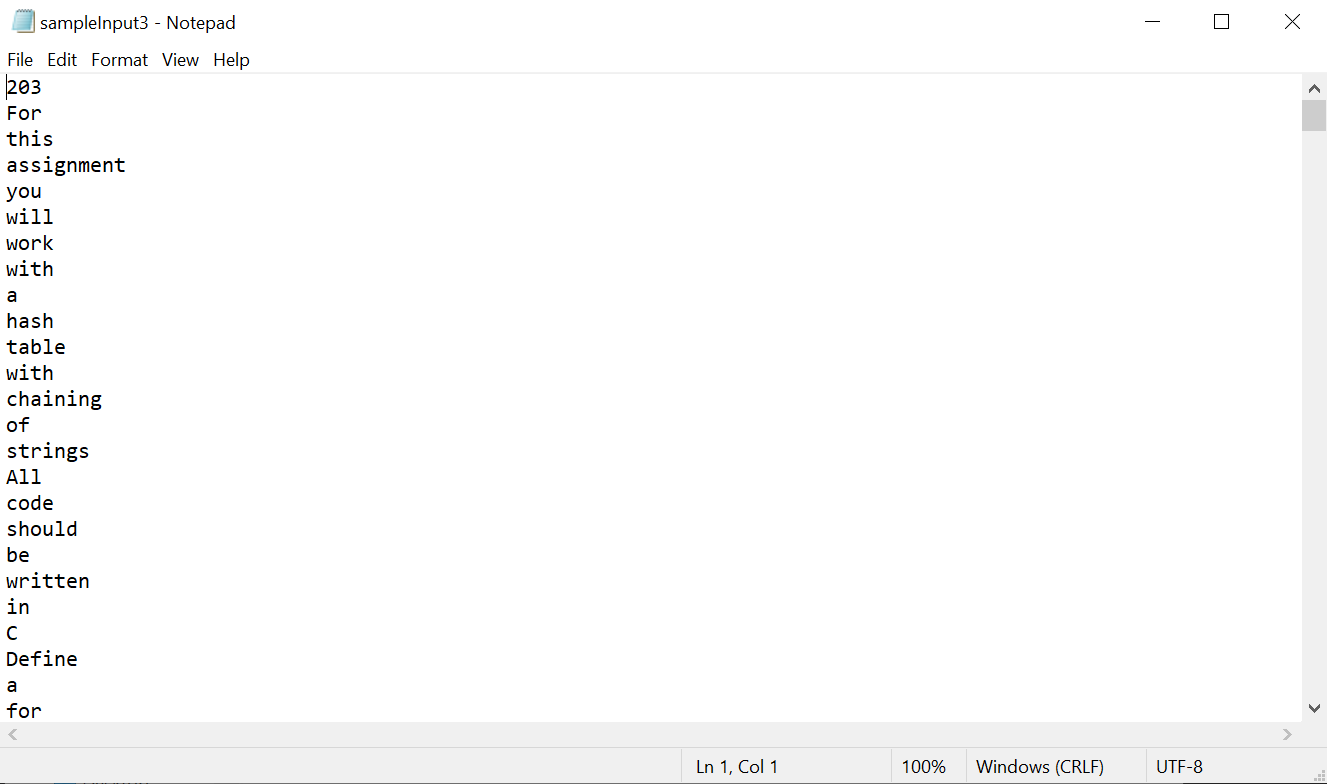 sampleInput3 - Notepad
File Edit Format View Help
203
For
this
assignment
you
will
work
with
a
hash
table
with
chaining
of
strings
All
code
should
be
written
in
C
Define
a
for
Ln 1, Col 1 100% Windows (CRLF) UTF-8